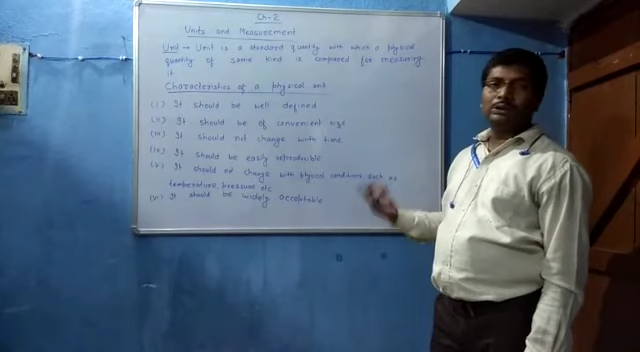 Ch-2
Units and Measurement
Unit → Unit is a standard quantity with which a physical
quantity of same kind is compared for measuring
it
Characteristics of a physical unit
(i) It should be well defined
(ii) It should be of convenient size
(iii) It should not change with time
(iv) It should be easily reproducible
(v) It should not change with physical conditions such as
temperature, pressure etc
(vi) It should be widely acceptable